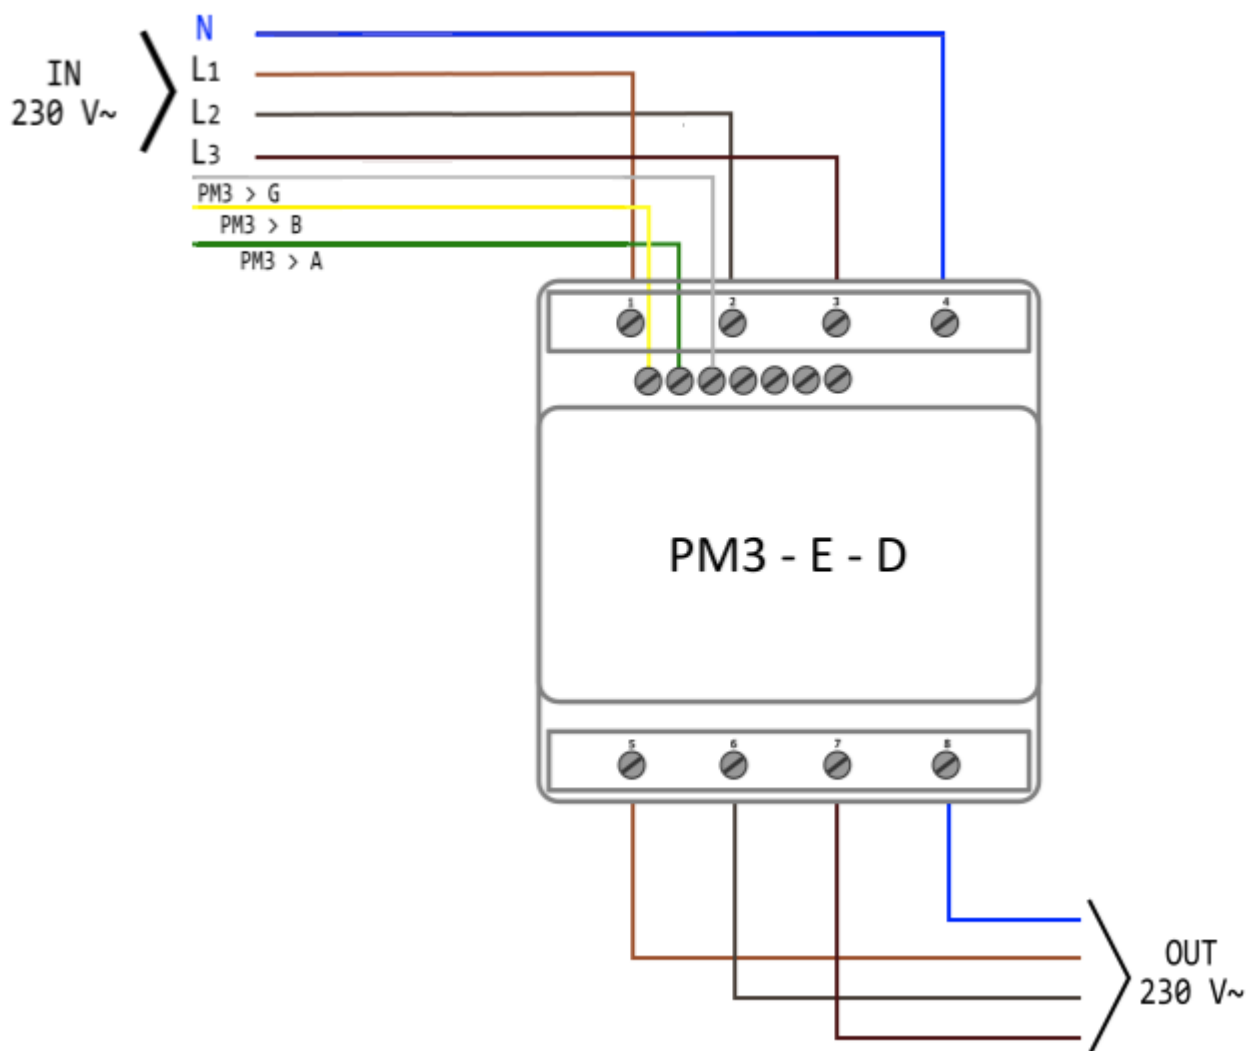 N
IN
230 V~
L1
L2
L3
PM3 > G
PM3 > B
PM3 > A
1 2 3 4
PM3 - E - D
5 6 7 8
OUT
230 V~